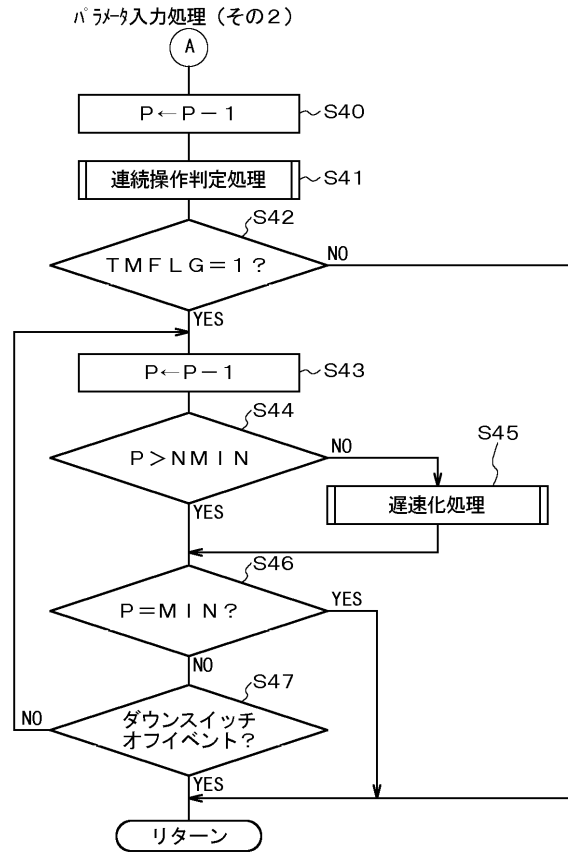 ﾊﾟﾗﾒｰﾀ入力処理（その２）
A
Ｐ←Ｐ－１
S40
連続操作判定処理
S41
S42
ＴＭＦＬＧ＝１？
NO
YES
Ｐ←Ｐ－１
S43
S44
Ｐ＞ＮＭＩＮ
NO
S45
遅速化処理
YES
S46
Ｐ＝ＭＩＮ？
YES
NO
S47
ダウンスイッチ
オフイベント？
NO
YES
リターン